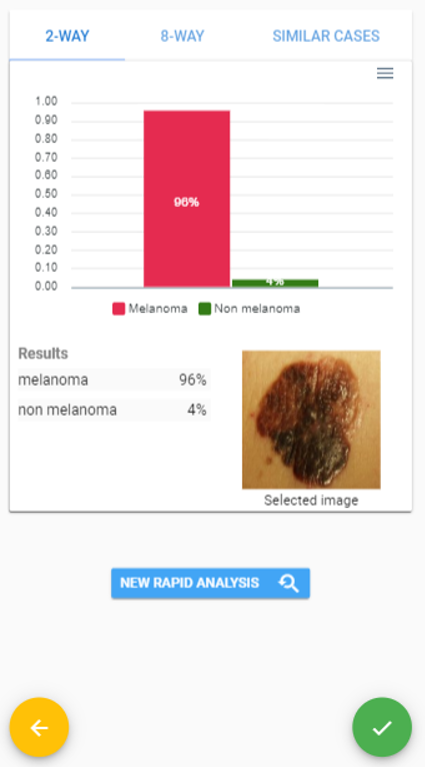 2-WAY 8-WAY SIMILAR CASES
1.00
0.90
0.80
0.70
0.60
0.50
0.40
0.30
0.20
0.10
0.00
96%
4%
Melanoma Non melanoma
Results
melanoma 96%
non melanoma 4%
Selected image
NEW RAPID ANALYSIS